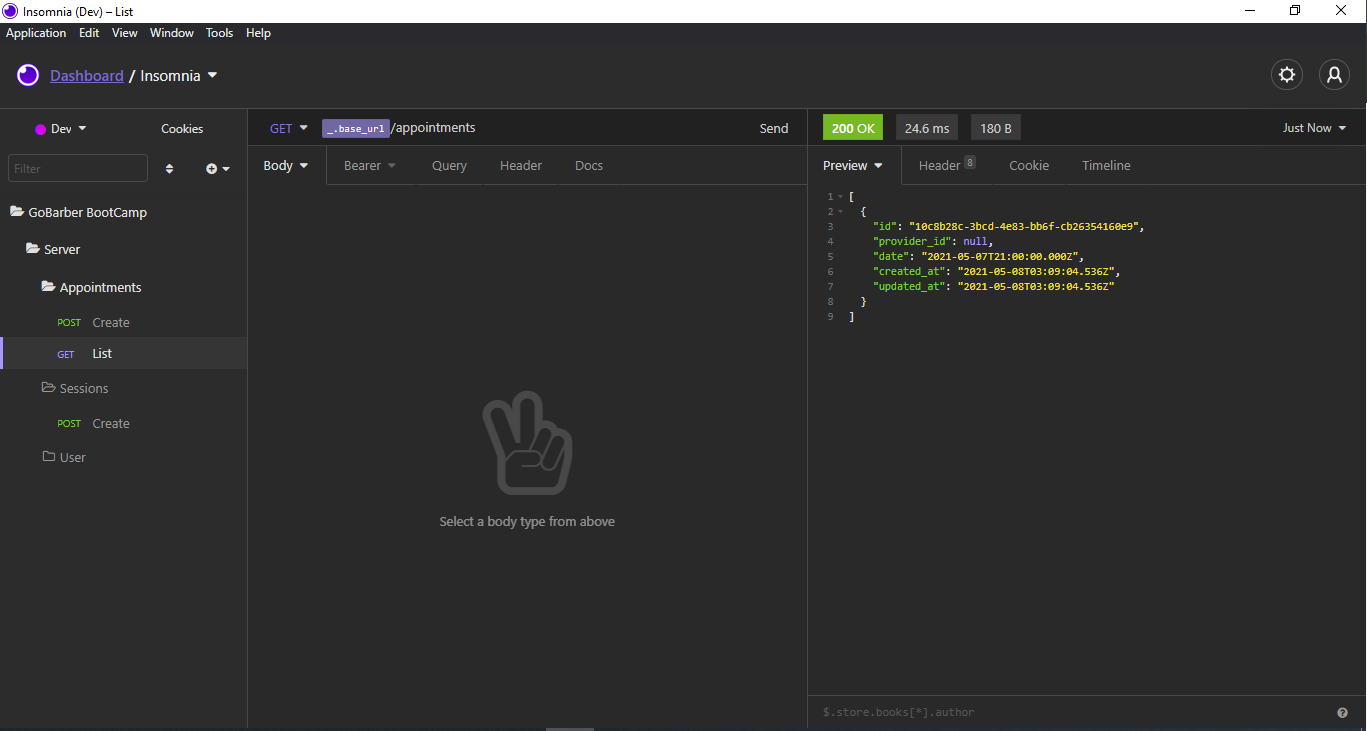 Insomnia (Dev) – List
Application Edit View Window Tools Help
Dashboard / Insomnia
Dev Cookies
Filter
GoBarber BootCamp
Server
Appointments
POST Create
GET List
Sessions
POST Create
User
GET _.base_url /appointments Send
Body Bearer Query Header Docs
Select a body type from above
200 OK 24.6 ms 180 B Just Now
Preview Header 8 Cookie Timeline
1 [
2 {
3 "id": "10c8b28c-3bcd-4e83-bb6f-cb26354160e9",
4 "provider_id": null,
5 "date": "2021-05-07T21:00:00.000Z",
6 "created_at": "2021-05-08T03:09:04.536Z",
7 "updated_at": "2021-05-08T03:09:04.536Z"
8 }
9 ]
$.store.books[*].author ?